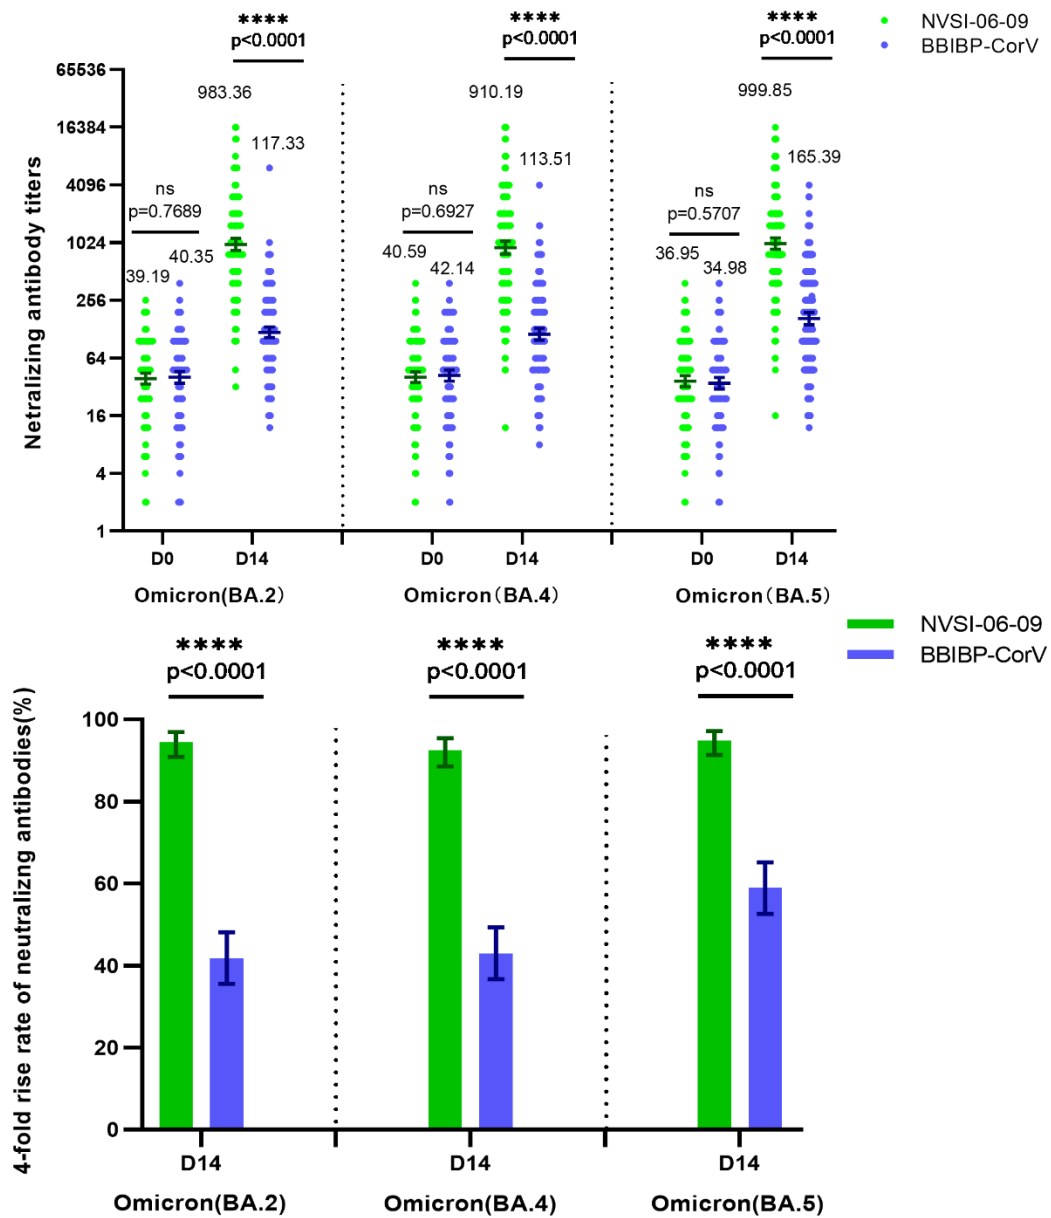 **** **** ****
p<0.0001 p<0.0001 p<0.0001
NVSI-06-09
BBIBP-CorV
Netralizing antibody titers
65536
16384
4096
1024
256
64
16
4
1
983.36 910.19 999.85
117.33 113.51 165.39
ns ns ns
p=0.7689 p=0.6927 p=0.5707
39.19 40.35 40.59 42.14 36.95 34.98
D0 D14 D0 D14 D0 D14
Omicron(BA.2) Omicron(BA.4) Omicron(BA.5)
NVSI-06-09
BBIBP-CorV
**** **** ****
p<0.0001 p<0.0001 p<0.0001
4-fold rise rate of neutralizng antibodies(%)
100
80
60
40
20
0
D14 D14 D14
Omicron(BA.2) Omicron(BA.4) Omicron(BA.5)